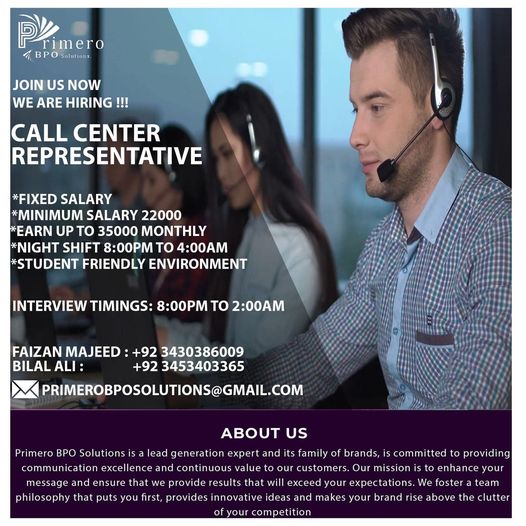 Primero
BPO Solutions.
JOIN US NOW
WE ARE HIRING !!!
CALL CENTER
REPRESENTATIVE
*FIXED SALARY
*MINIMUM SALARY 22000
*EARN UP TO 35000 MONTHLY
*NIGHT SHIFT 8:00PM TO 4:00AM
*STUDENT FRIENDLY ENVIRONMENT
INTERVIEW TIMINGS: 8:00PM TO 2:00AM
FAIZAN MAJEED : +92 3430386009
BILAL ALI : +92 3453403365
PRIMEROBPOSOLUTIONS@GMAIL.COM
ABOUT US
Primero BPO Solutions is a lead generation expert and its family of brands, is committed to providing
communication excellence and continuous value to our customers. Our mission is to enhance your
message and ensure that we provide results that will exceed your expectations. We foster a team
philosophy that puts you first, provides innovative ideas and makes your brand rise above the clutter
of your competition